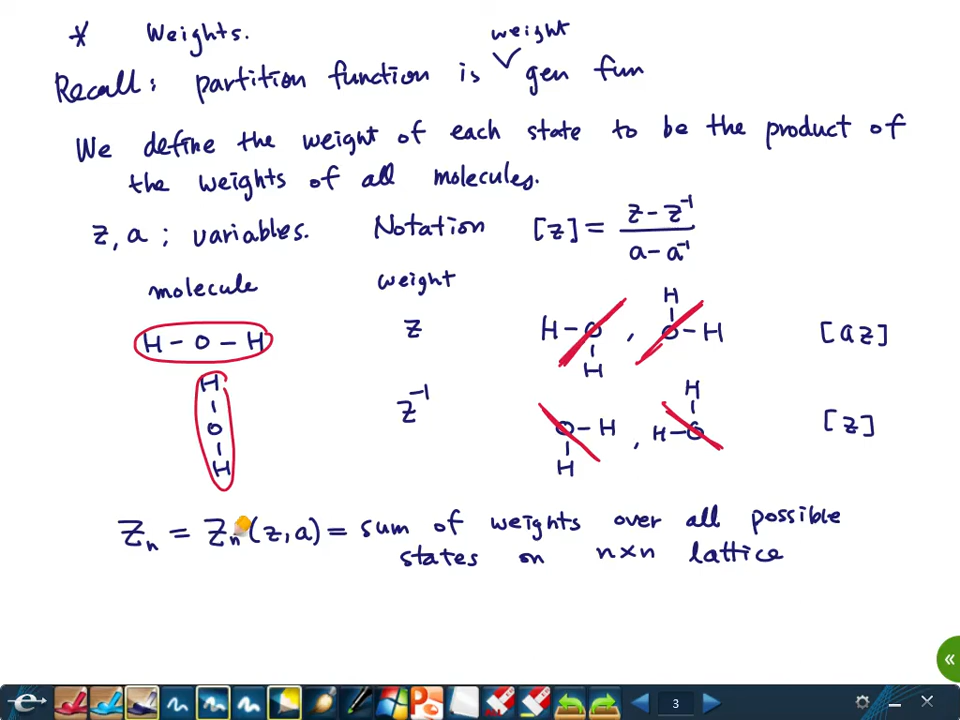 * Weights.
weight
Recall: partition function is ∨ gen fun
We define the weight of each state to be the product of
the weights of all molecules.
z, a ; variables. Notation [z] = z - z⁻¹ / a - a⁻¹
molecule weight
H - O - H z H - O - H , H - O - H [az]
H - O - H z⁻¹ O - H - H , H - O - H [z]
Zₙ = Zₙ(z, a) = sum of weights over all possible
states on n×n lattice
3